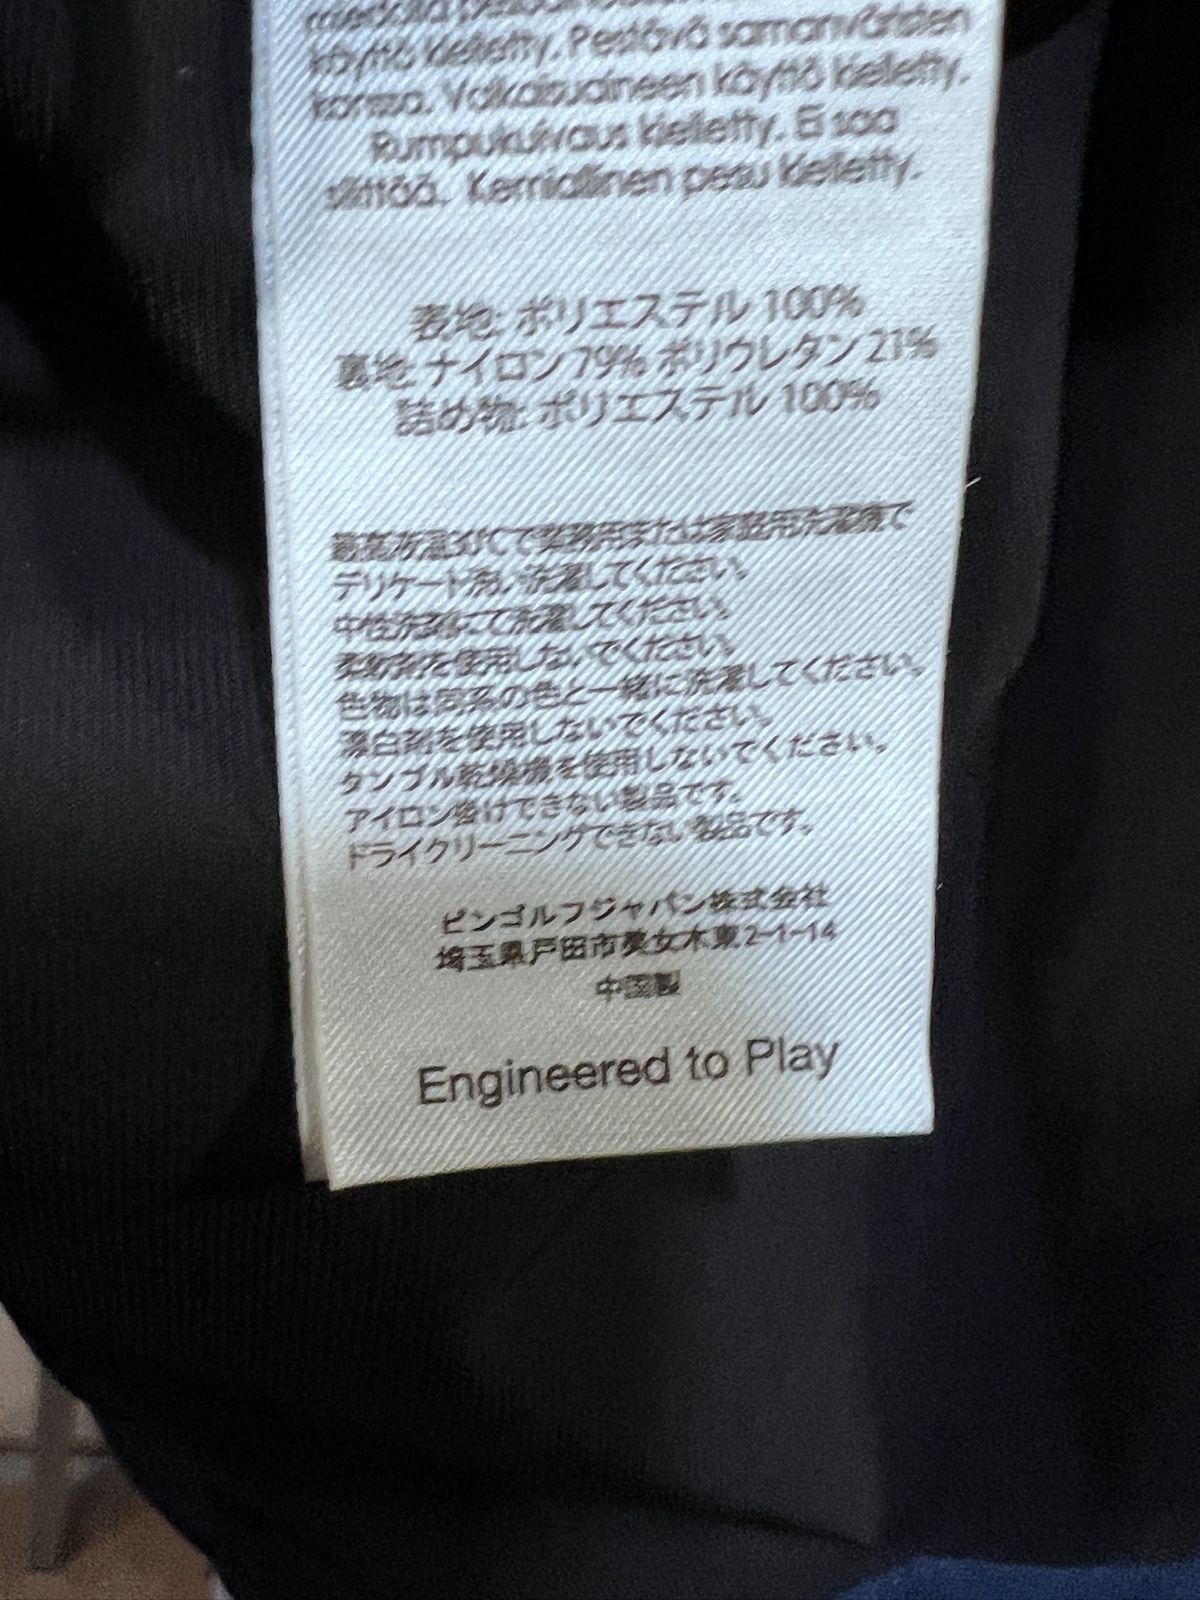 käyttö kielletty. Pestävä samanväristen
kanssa. Valkaisuaineen käyttö kielletty.
Rumpukuivaus kielletty. Ei saa
silittää. Kemiallinen pesu kielletty.
表地: ポリエステル 100%
裏地: ナイロン 79% ポリウレタン 21%
詰め物: ポリエステル 100%
最高液温30℃で業務用または家庭用洗濯機で
デリケート洗い洗濯してください。
中性洗剤にて洗濯してください。
柔軟剤を使用しないでください。
色物は同系の色と一緒に洗濯してください。
漂白剤を使用しないでください。
タンブル乾燥機を使用しないでください。
アイロン掛けできない製品です。
ドライクリーニングできない製品です。
ピンゴルフジャパン株式会社
埼玉県戸田市美女木東2-1-14
中国製
Engineered to Play